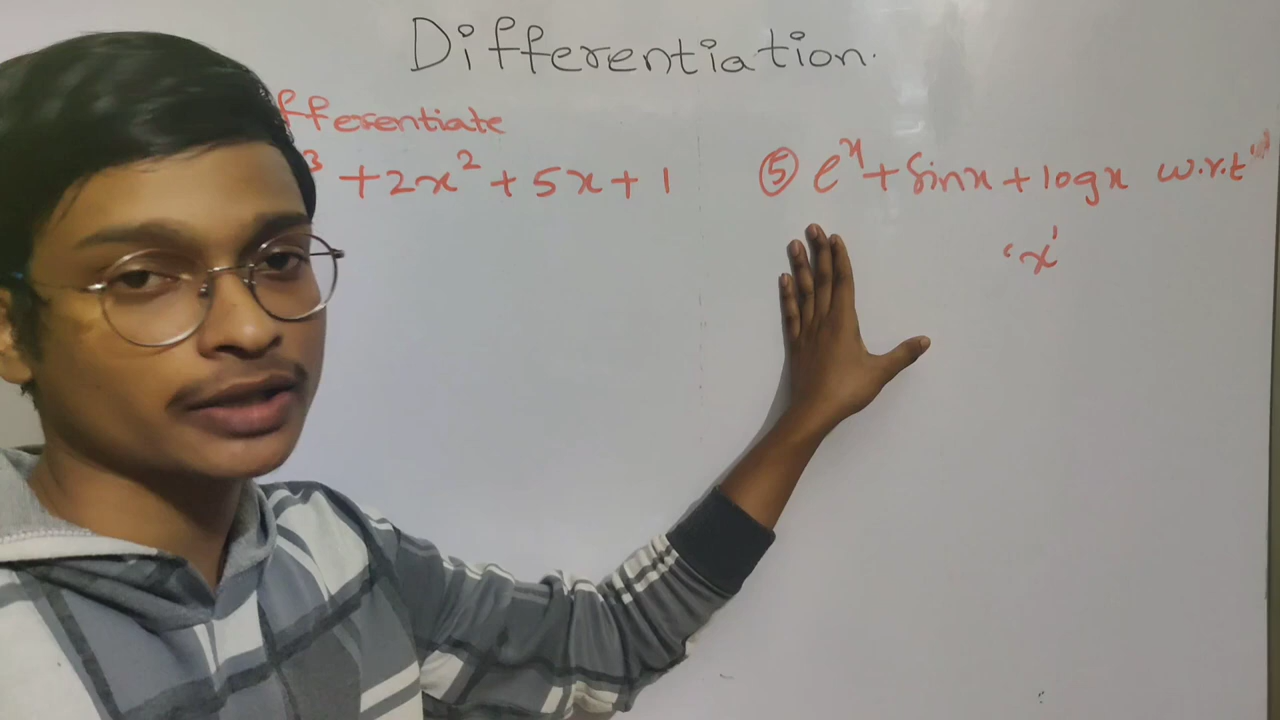 Differentiation.
fferentiate
³ + 2x² + 5x + 1
⑤ eˣ + sinx + logx w.r.t
'x'